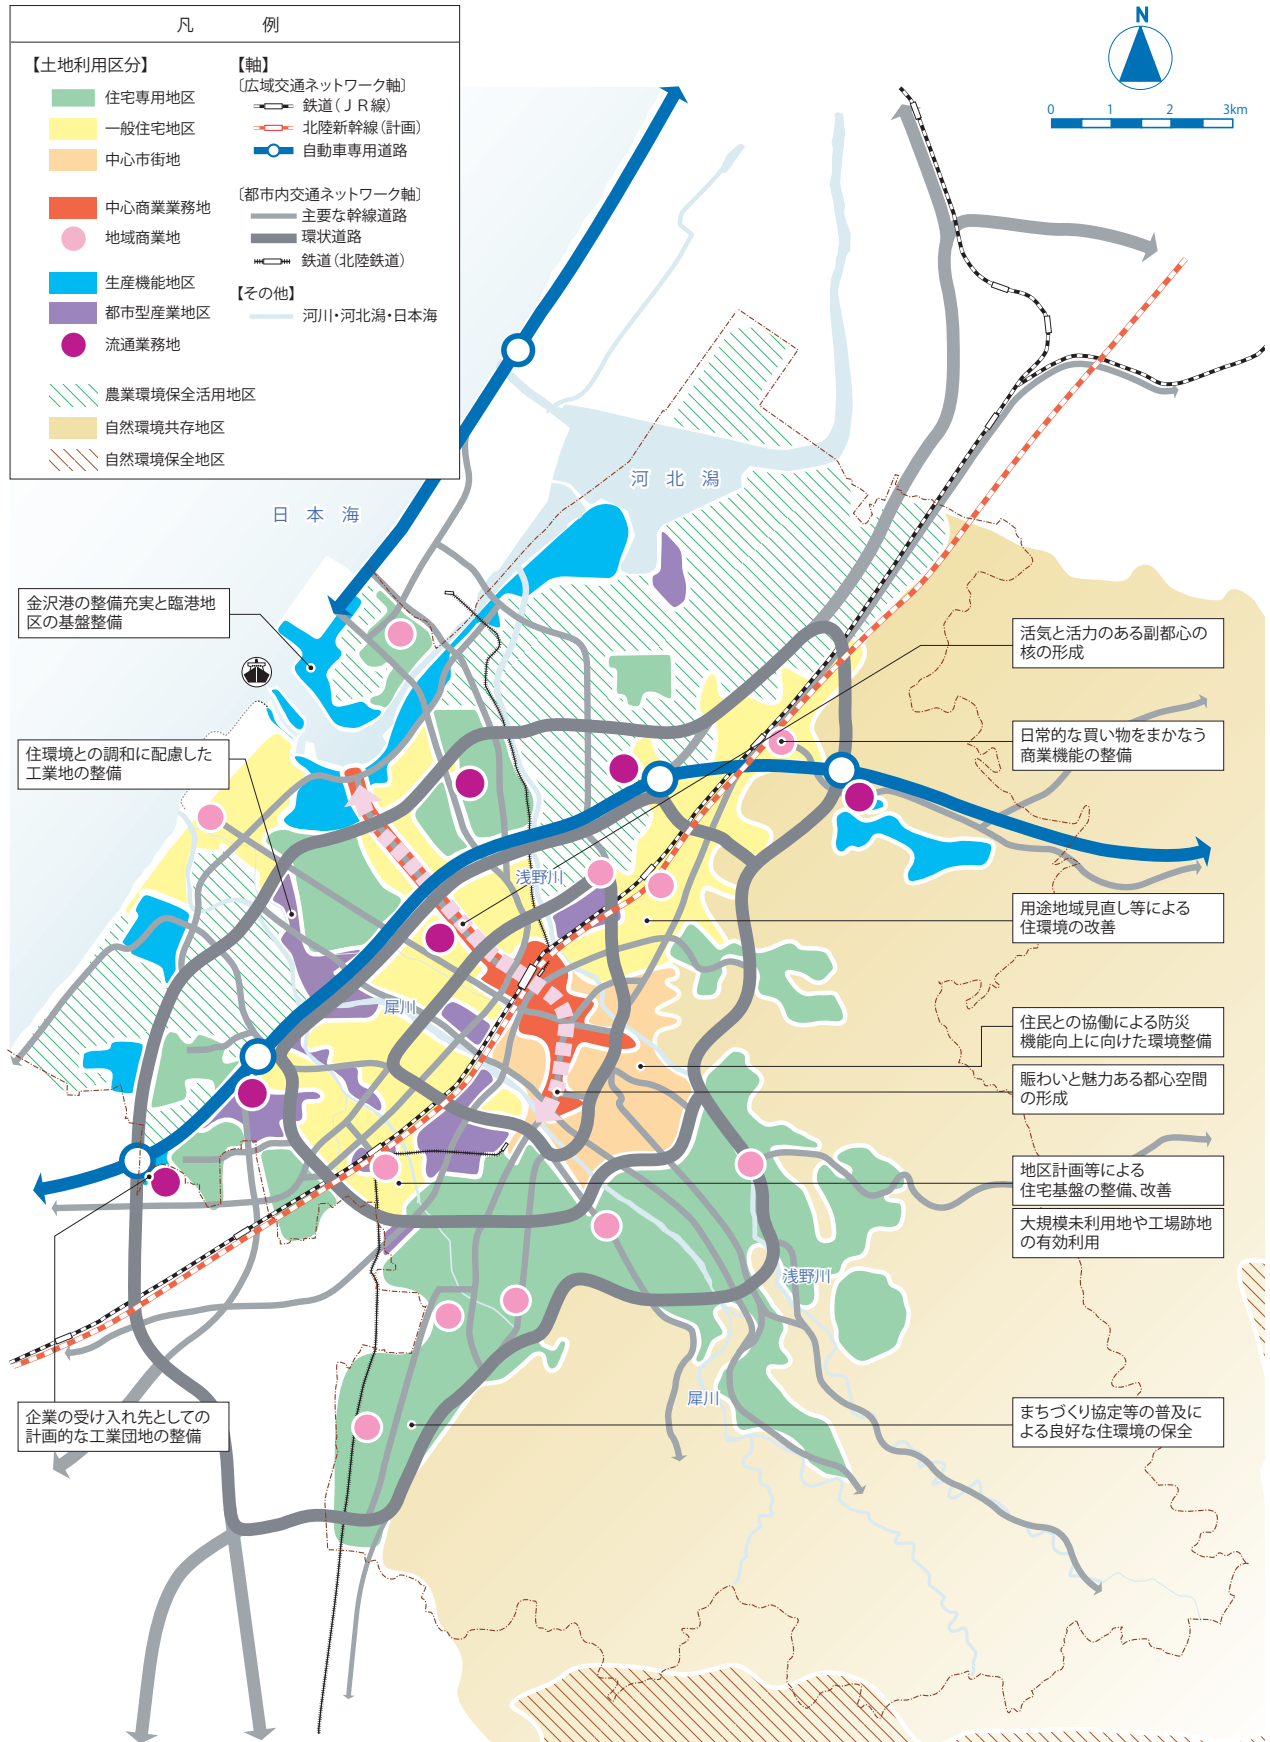 凡 例
【土地利用区分】
住宅専用地区
一般住宅地区
中心市街地
中心商業業務地
地域商業地
生産機能地区
都市型産業地区
流通業務地
農業環境保全活用地区
自然環境共存地区
自然環境保全地区
【軸】
〔広域交通ネットワーク軸〕
鉄道(ＪＲ線)
北陸新幹線(計画)
自動車専用道路
〔都市内交通ネットワーク軸〕
主要な幹線道路
環状道路
鉄道(北陸鉄道)
【その他】
河川・河北潟・日本海
N
0 1 2 3km
河 北 潟
日 本 海
金沢港の整備充実と臨港地
区の基盤整備
住環境との調和に配慮した
工業地の整備
浅野川
犀川
浅野川
犀川
企業の受け入れ先としての
計画的な工業団地の整備
活気と活力のある副都心の
核の形成
日常的な買い物をまかなう
商業機能の整備
用途地域見直し等による
住環境の改善
住民との協働による防災
機能向上に向けた環境整備
賑わいと魅力ある都心空間
の形成
地区計画等による
住宅基盤の整備、改善
大規模未利用地や工場跡地
の有効利用
まちづくり協定等の普及に
よる良好な住環境の保全